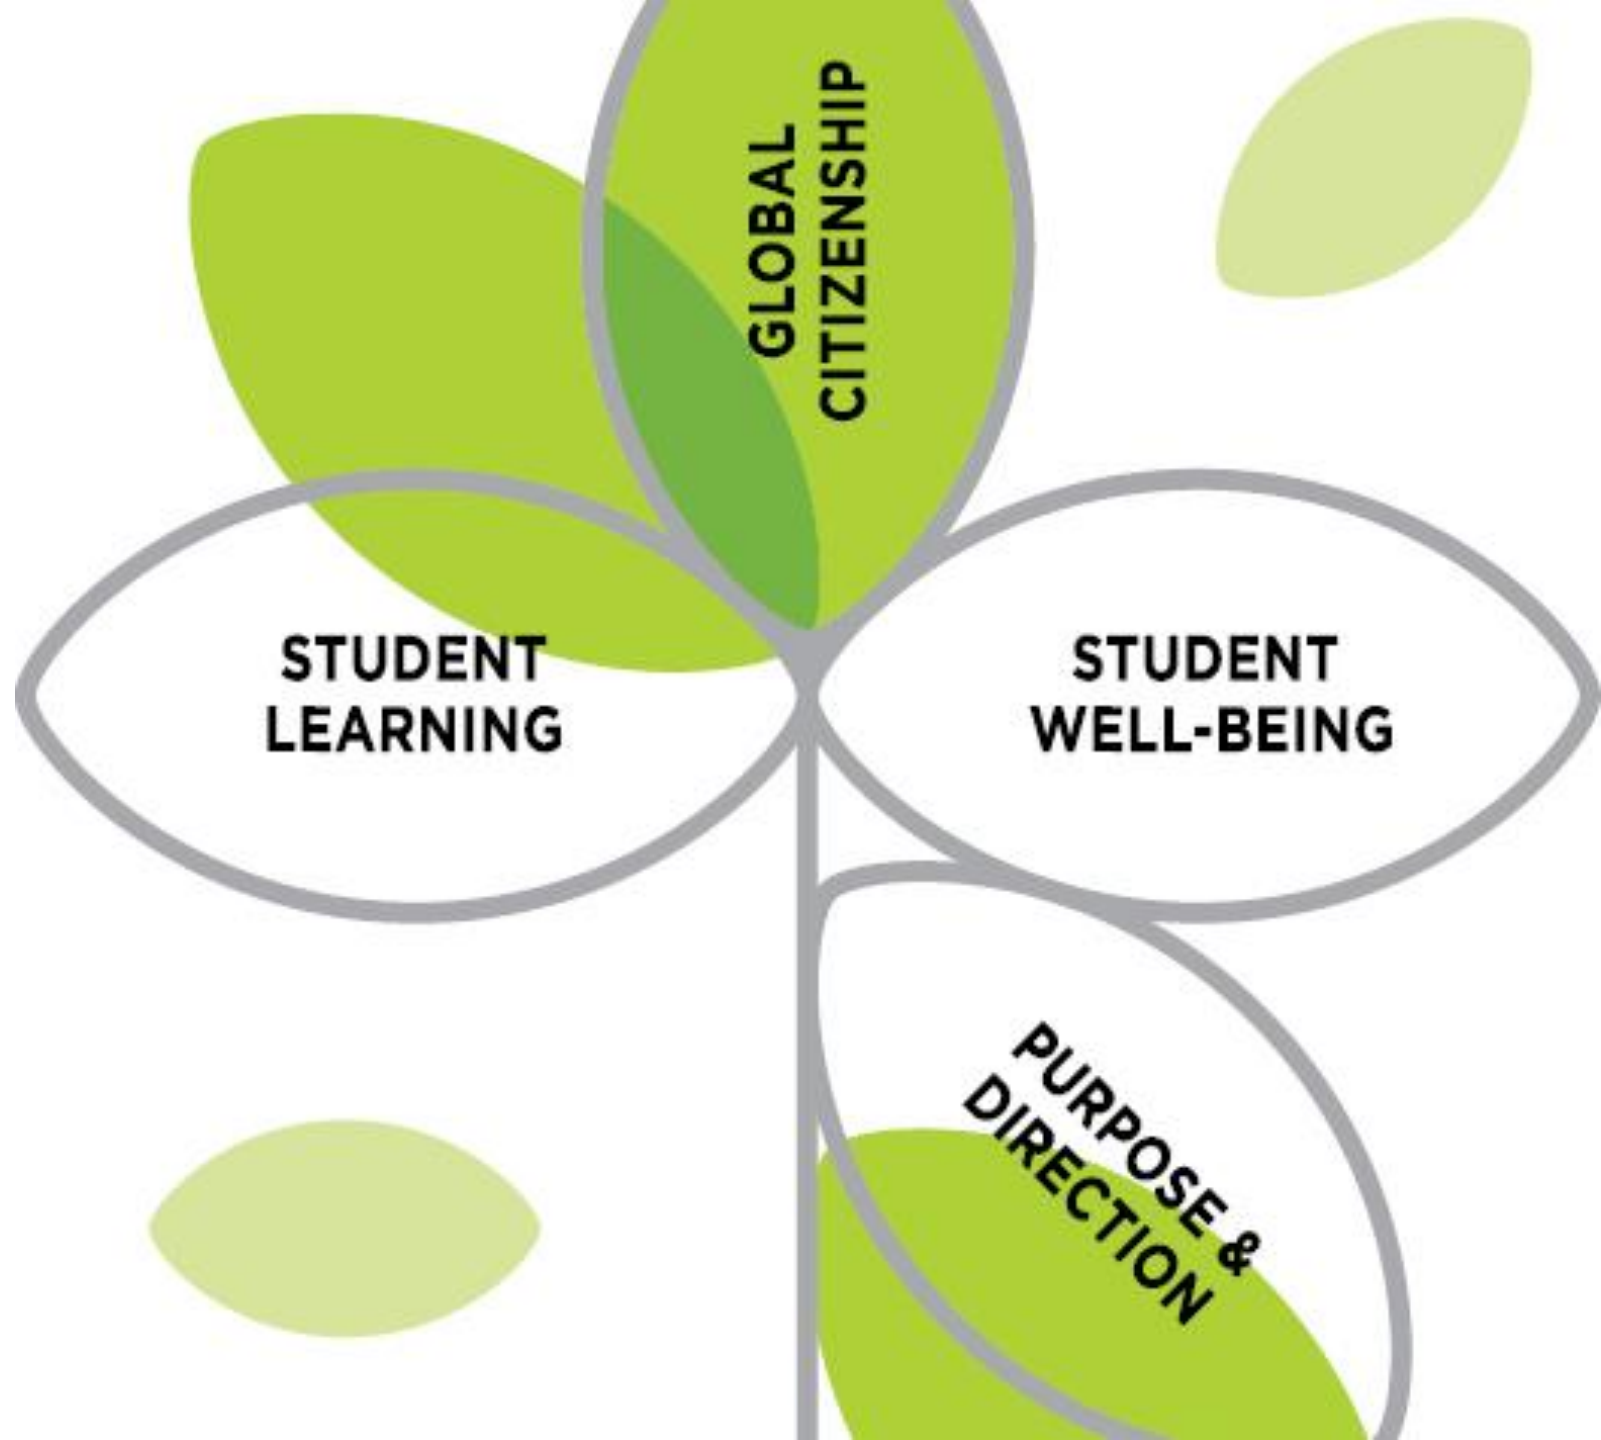 GLOBAL
CITIZENSHIP
STUDENT
LEARNING
STUDENT
WELL-BEING
PURPOSE &
DIRECTION